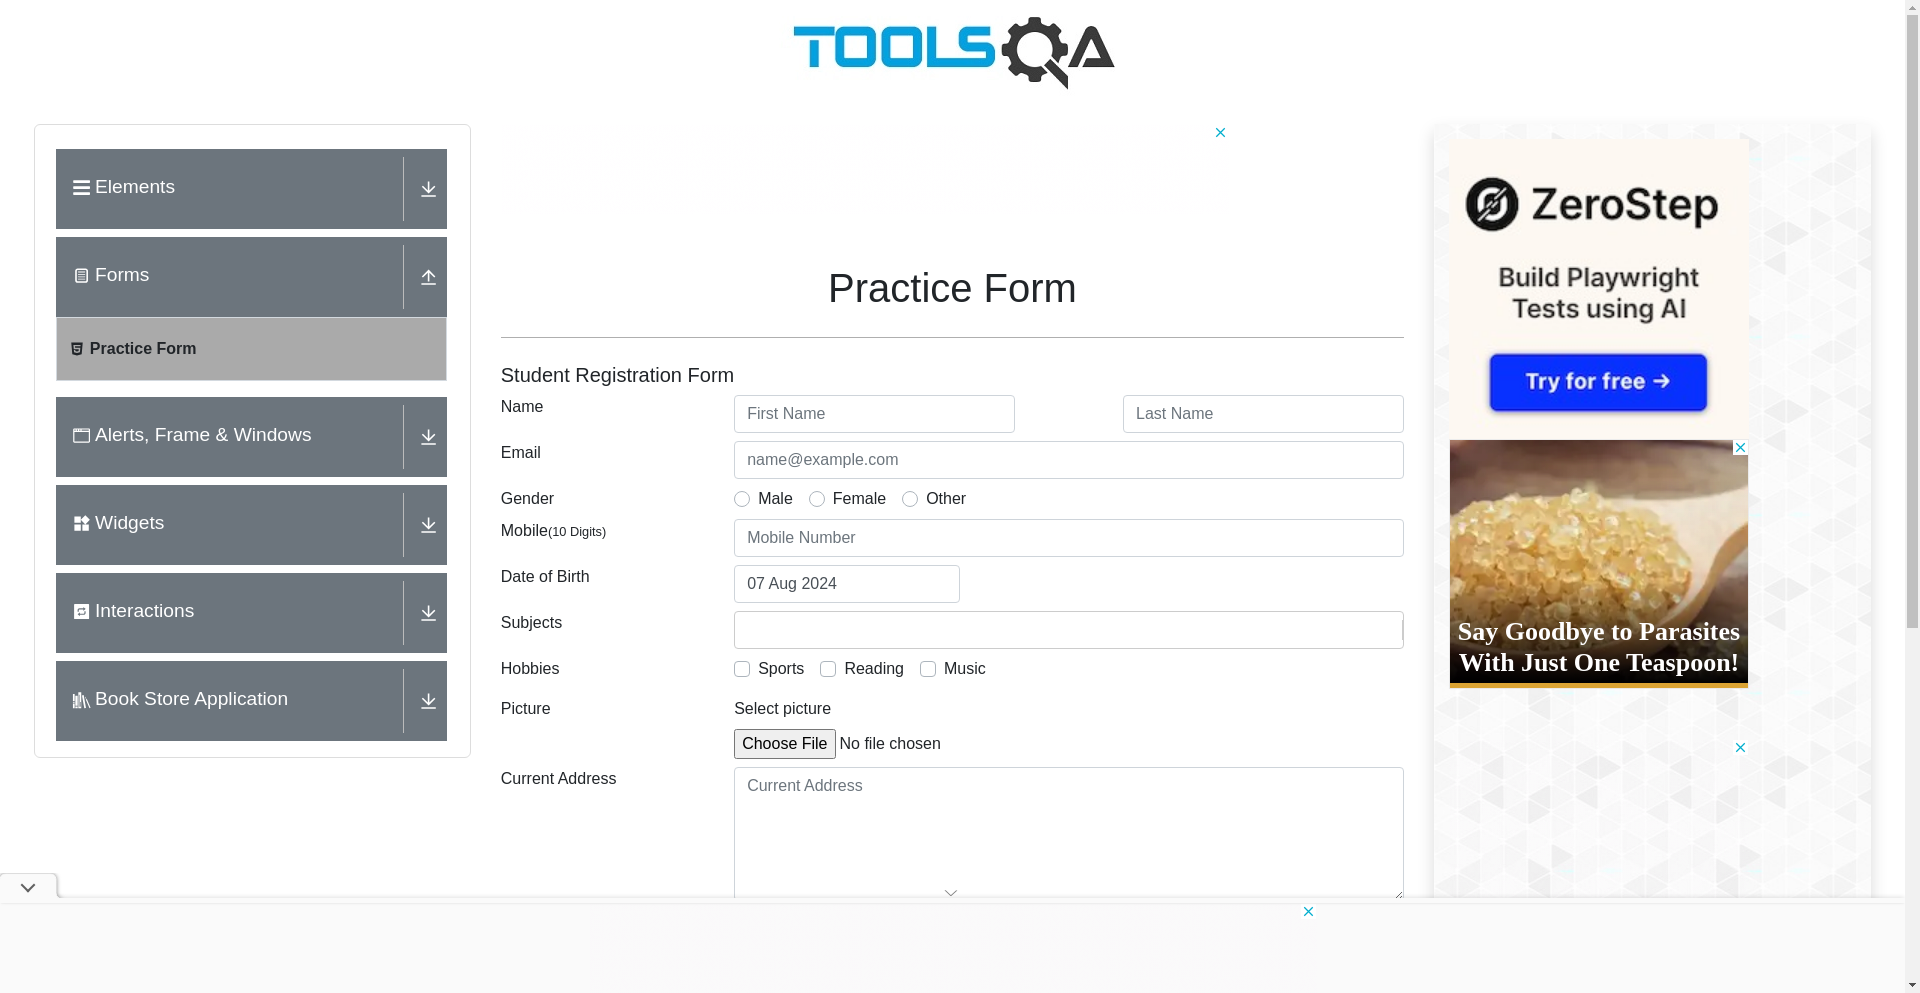 TOOLSQA
Elements
Forms
Practice Form
Alerts, Frame & Windows
Widgets
Interactions
Book Store Application
Practice Form
Student Registration Form
Name
First Name
Last Name
Email
name@example.com
Gender
Male
Female
Other
Mobile(10 Digits)
Mobile Number
Date of Birth
07 Aug 2024
Subjects
Hobbies
Sports
Reading
Music
Picture
Select picture
Choose File No file chosen
Current Address
Current Address
ZeroStep
Build Playwright
Tests using AI
Try for free →
Say Goodbye to Parasites
With Just One Teaspoon!